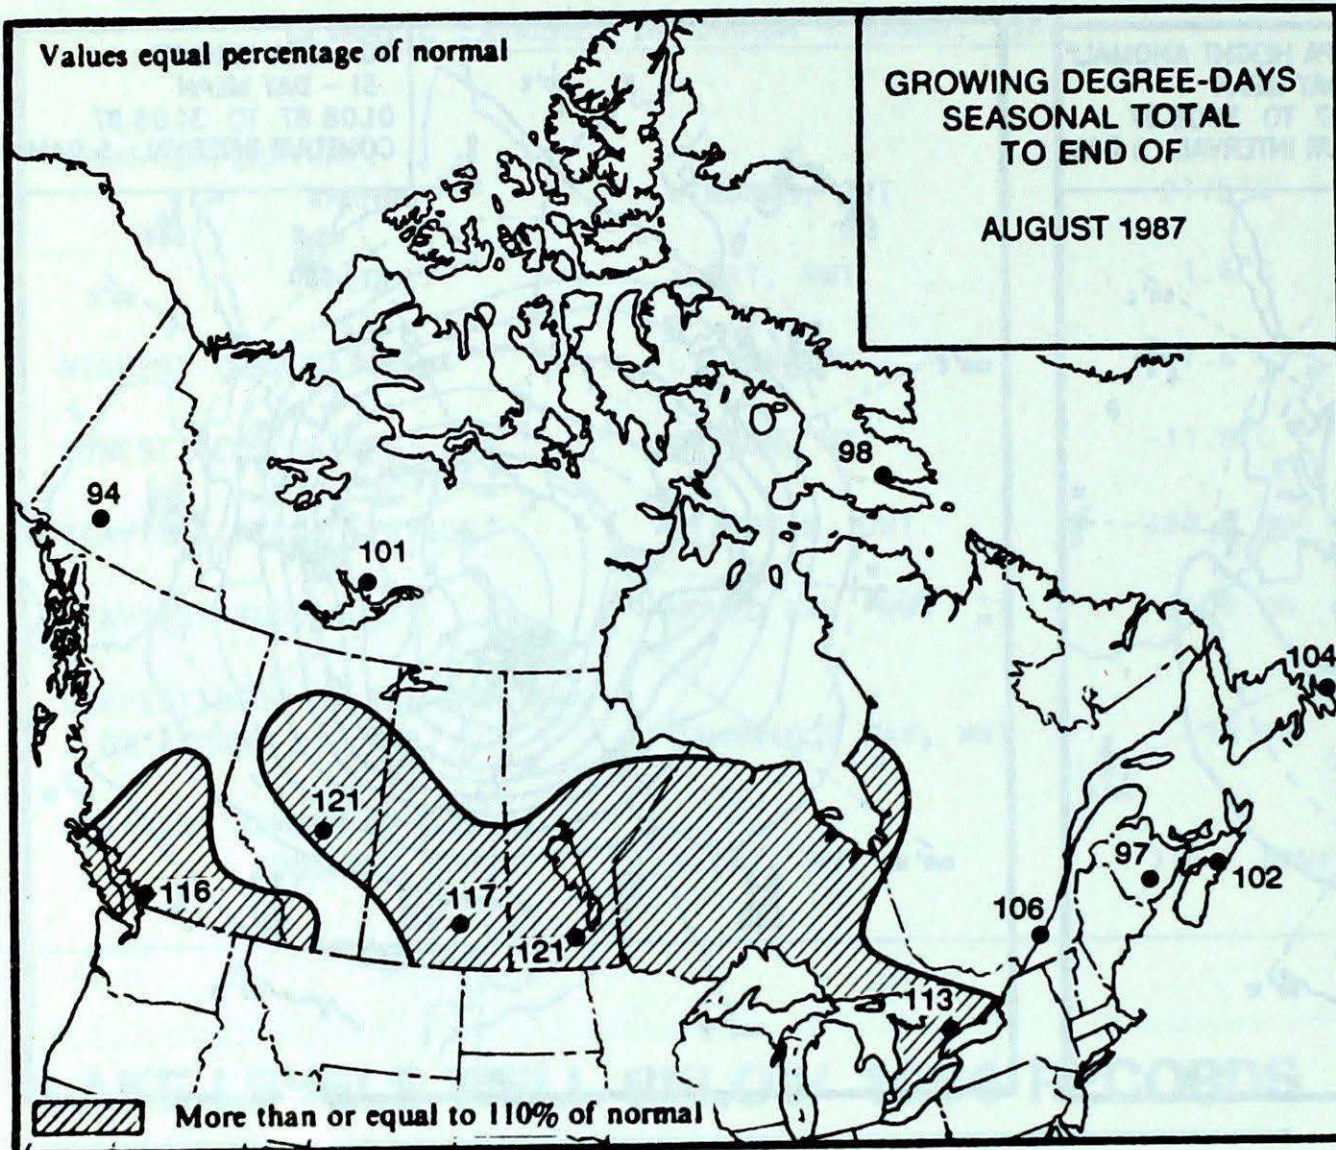 Values equal percentage of normal
GROWING DEGREE-DAYS
SEASONAL TOTAL
TO END OF
AUGUST 1987
98
94
101
104
121
116
117
121
97
102
106
113
More than or equal to 110% of normal